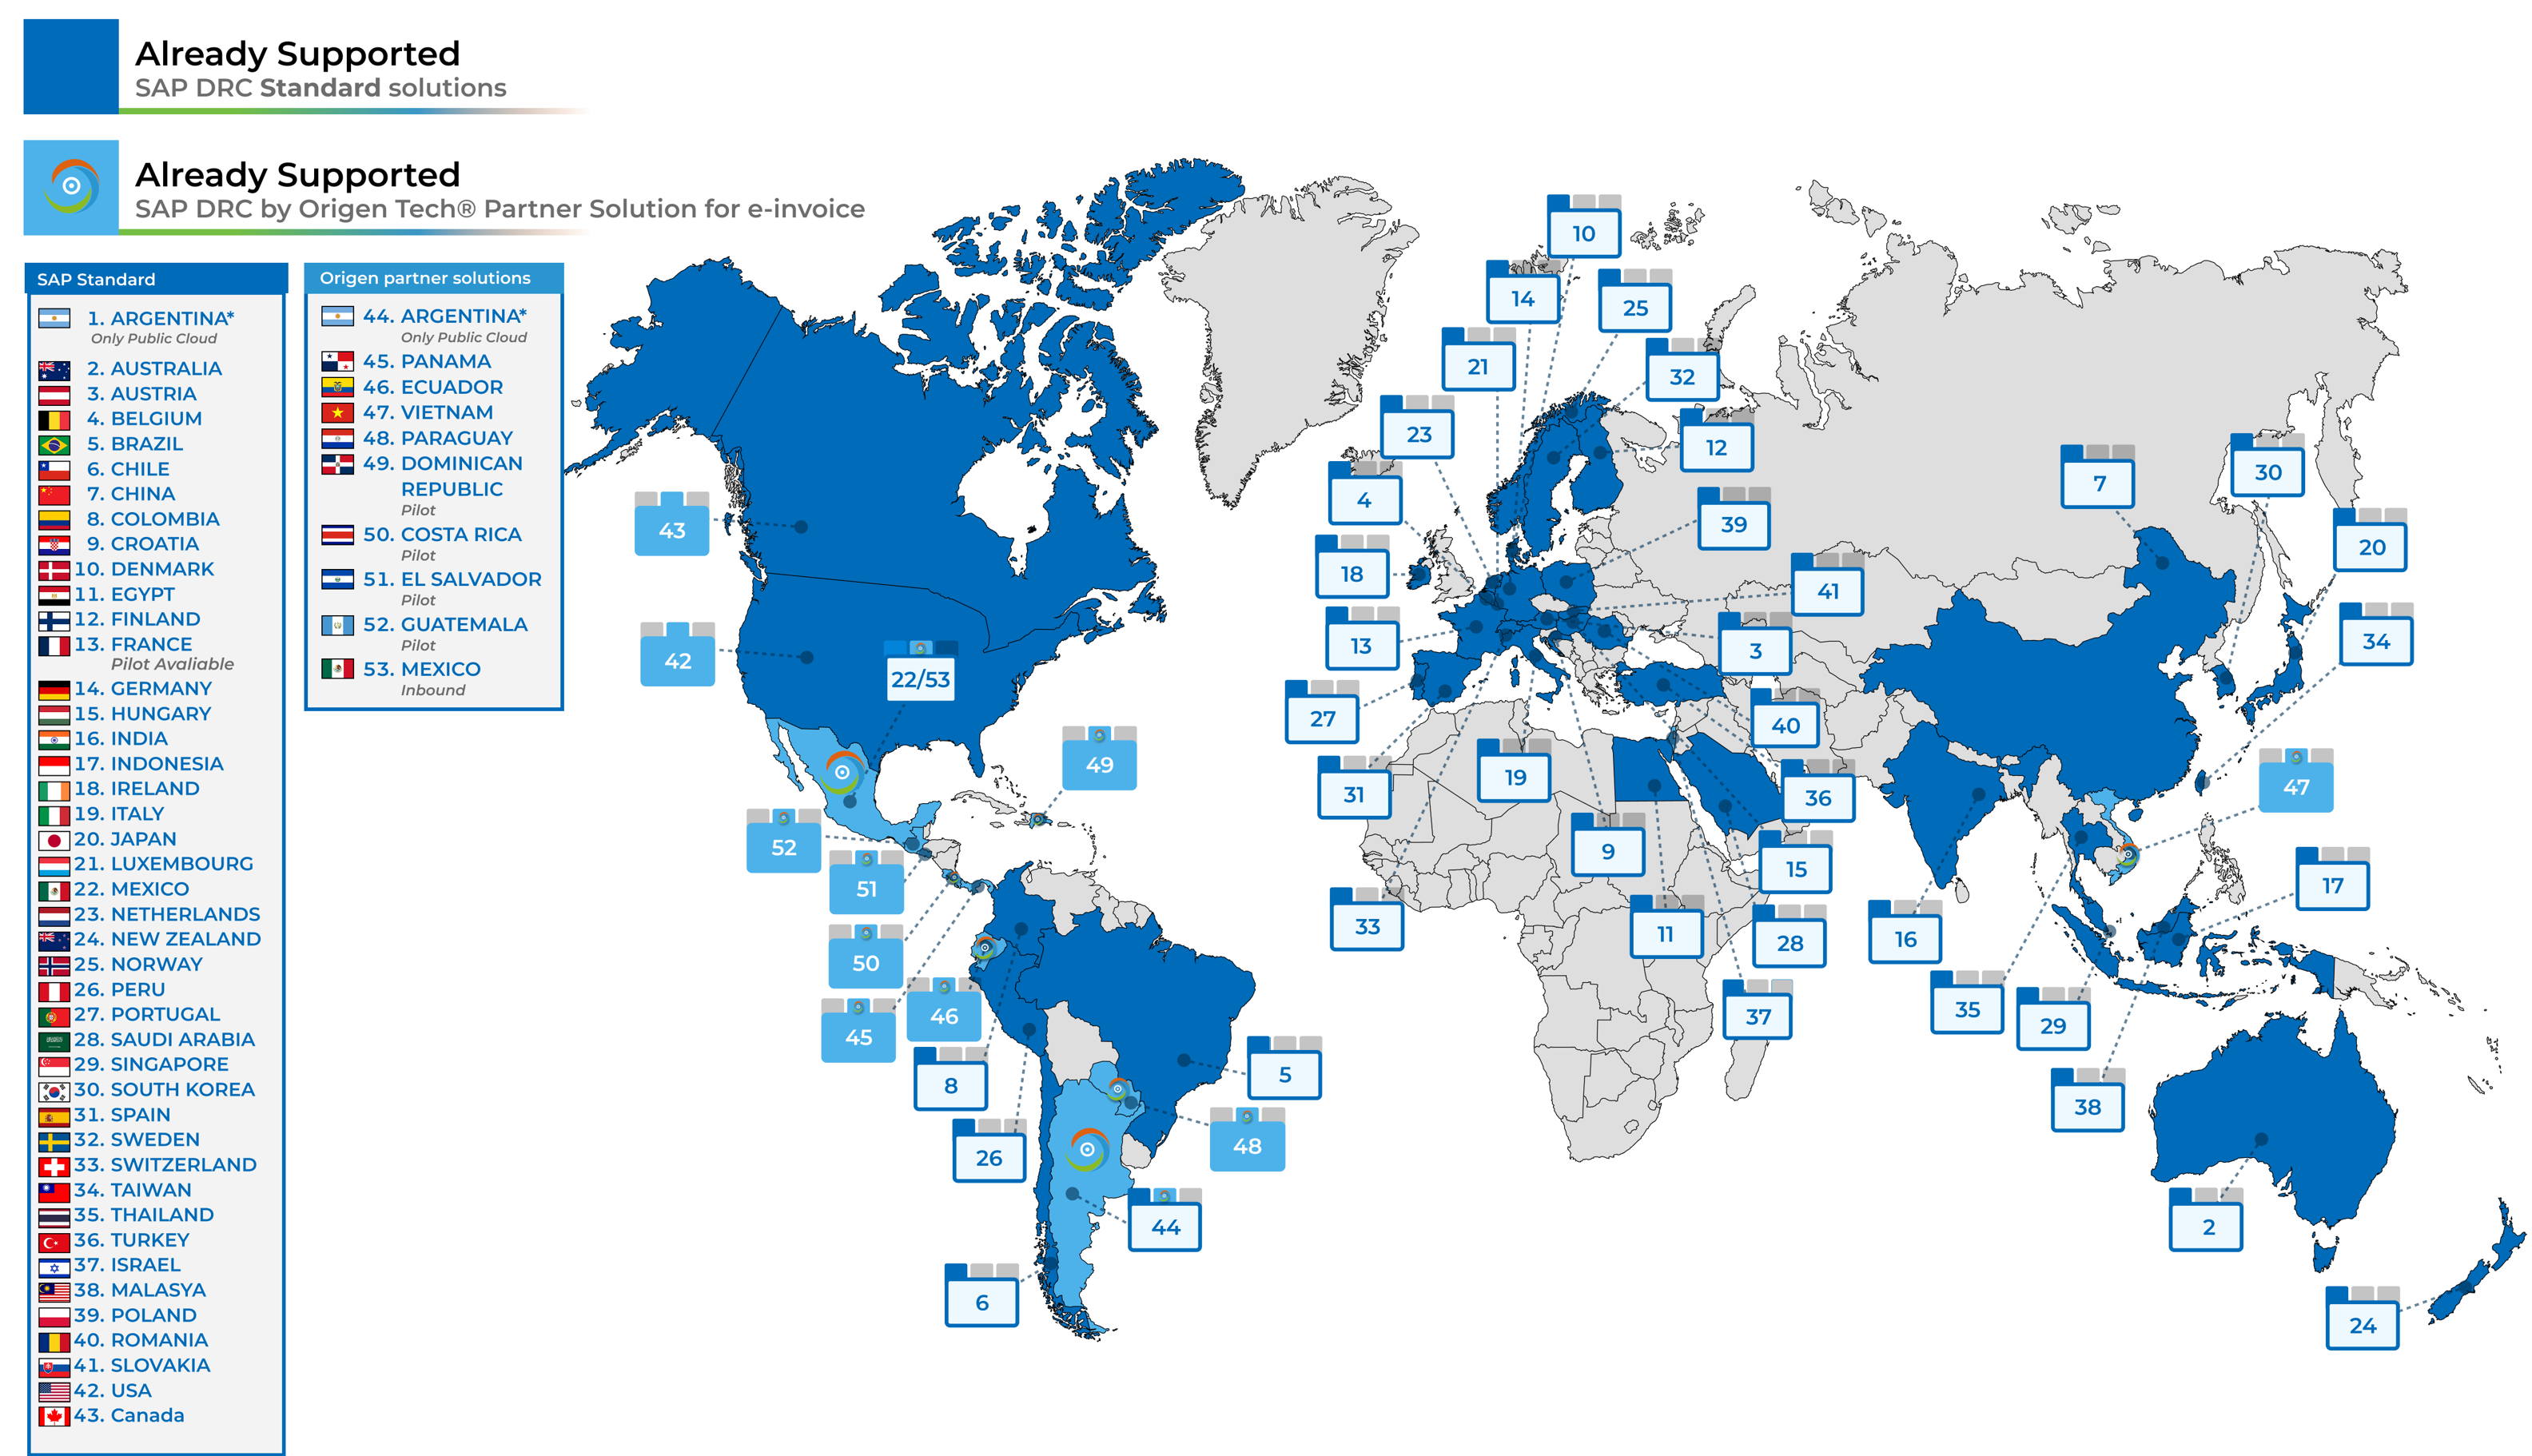 Already Supported
SAP DRC Standard solutions
Already Supported
SAP DRC by Origen Tech® Partner Solution for e-invoice
SAP Standard
1. ARGENTINA*
Only Public Cloud
2. AUSTRALIA
3. AUSTRIA
4. BELGIUM
5. BRAZIL
6. CHILE
7. CHINA
8. COLOMBIA
9. CROATIA
10. DENMARK
11. EGYPT
12. FINLAND
13. FRANCE
Pilot Avaliable
14. GERMANY
15. HUNGARY
16. INDIA
17. INDONESIA
18. IRELAND
19. ITALY
20. JAPAN
21. LUXEMBOURG
22. MEXICO
23. NETHERLANDS
24. NEW ZEALAND
25. NORWAY
26. PERU
27. PORTUGAL
28. SAUDI ARABIA
29. SINGAPORE
30. SOUTH KOREA
31. SPAIN
32. SWEDEN
33. SWITZERLAND
34. TAIWAN
35. THAILAND
36. TURKEY
37. ISRAEL
38. MALASYA
39. POLAND
40. ROMANIA
41. SLOVAKIA
42. USA
43. Canada
Origen partner solutions
44. ARGENTINA*
Only Public Cloud
45. PANAMA
46. ECUADOR
47. VIETNAM
48. PARAGUAY
49. DOMINICAN
REPUBLIC
Pilot
50. COSTA RICA
Pilot
51. EL SALVADOR
Pilot
52. GUATEMALA
Pilot
53. MEXICO
Inbound
43
42
22/53
49
52
51
50
45
46
8
26
6
5
48
44
10
14
25
21
32
23
12
4
39
18
41
13
3
27
40
31
19
36
9
15
33
11
28
37
7
30
20
34
47
17
16
35
29
38
2
24